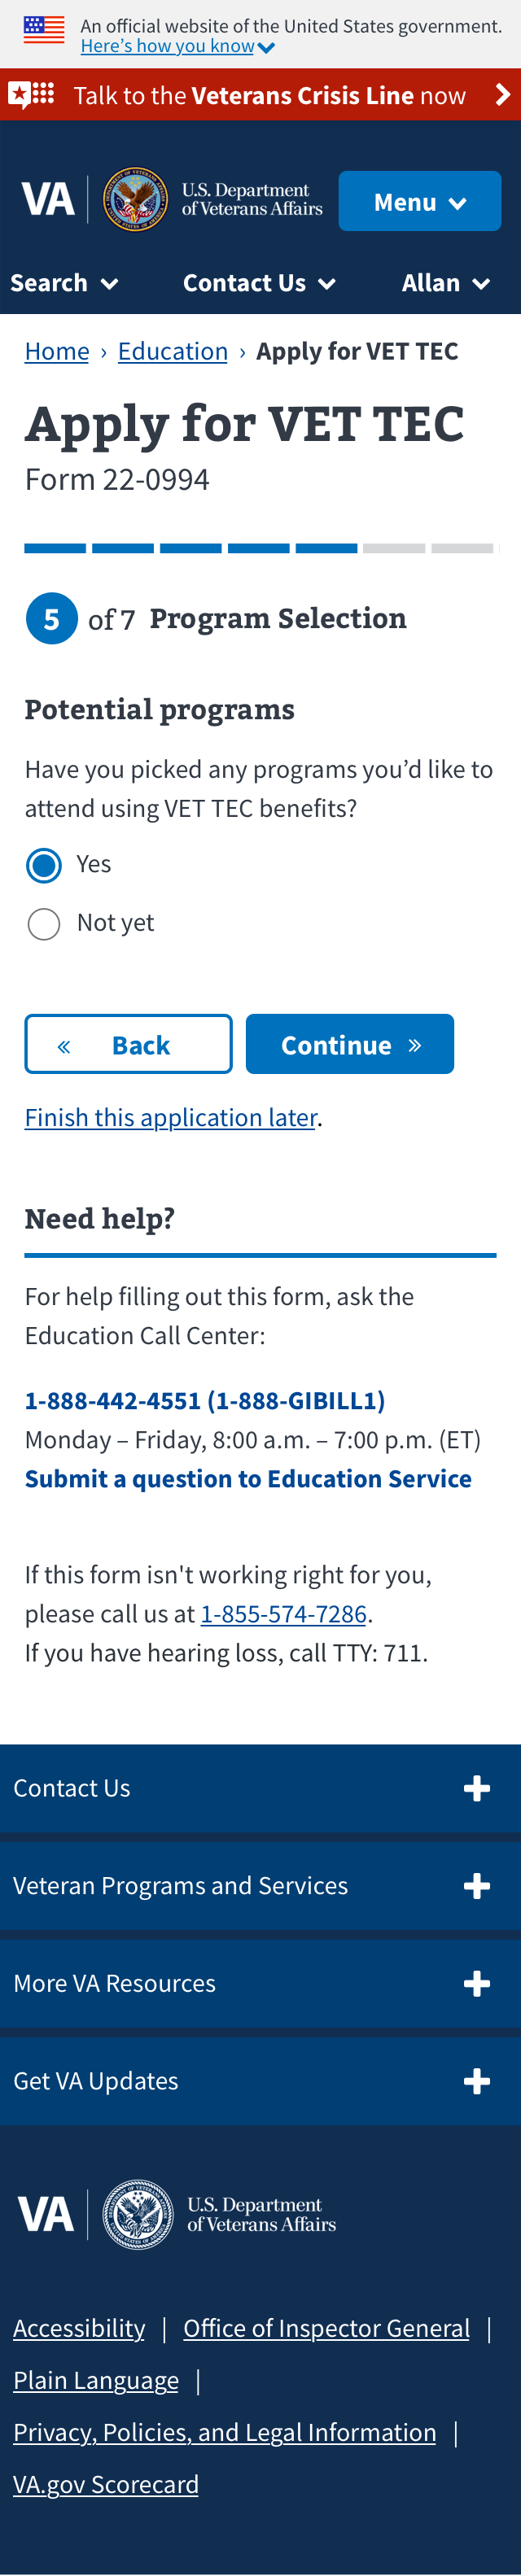 An official website of the United States government.
Here’s how you know
Talk to the Veterans Crisis Line now
VA
U.S. Department
of Veterans Affairs
Menu
Search
Contact Us
Allan
Home › Education › Apply for VET TEC
Apply for VET TEC
Form 22-0994
5 of 7 Program Selection
Potential programs
Have you picked any programs you’d like to
attend using VET TEC benefits?
Yes
Not yet
« Back
Continue »
Finish this application later.
Need help?
For help filling out this form, ask the
Education Call Center:
1-888-442-4551 (1-888-GIBILL1)
Monday – Friday, 8:00 a.m. – 7:00 p.m. (ET)
Submit a question to Education Service
If this form isn't working right for you,
please call us at 1-855-574-7286.
If you have hearing loss, call TTY: 711.
Contact Us
Veteran Programs and Services
More VA Resources
Get VA Updates
VA
U.S. Department
of Veterans Affairs
Accessibility | Office of Inspector General |
Plain Language |
Privacy, Policies, and Legal Information |
VA.gov Scorecard